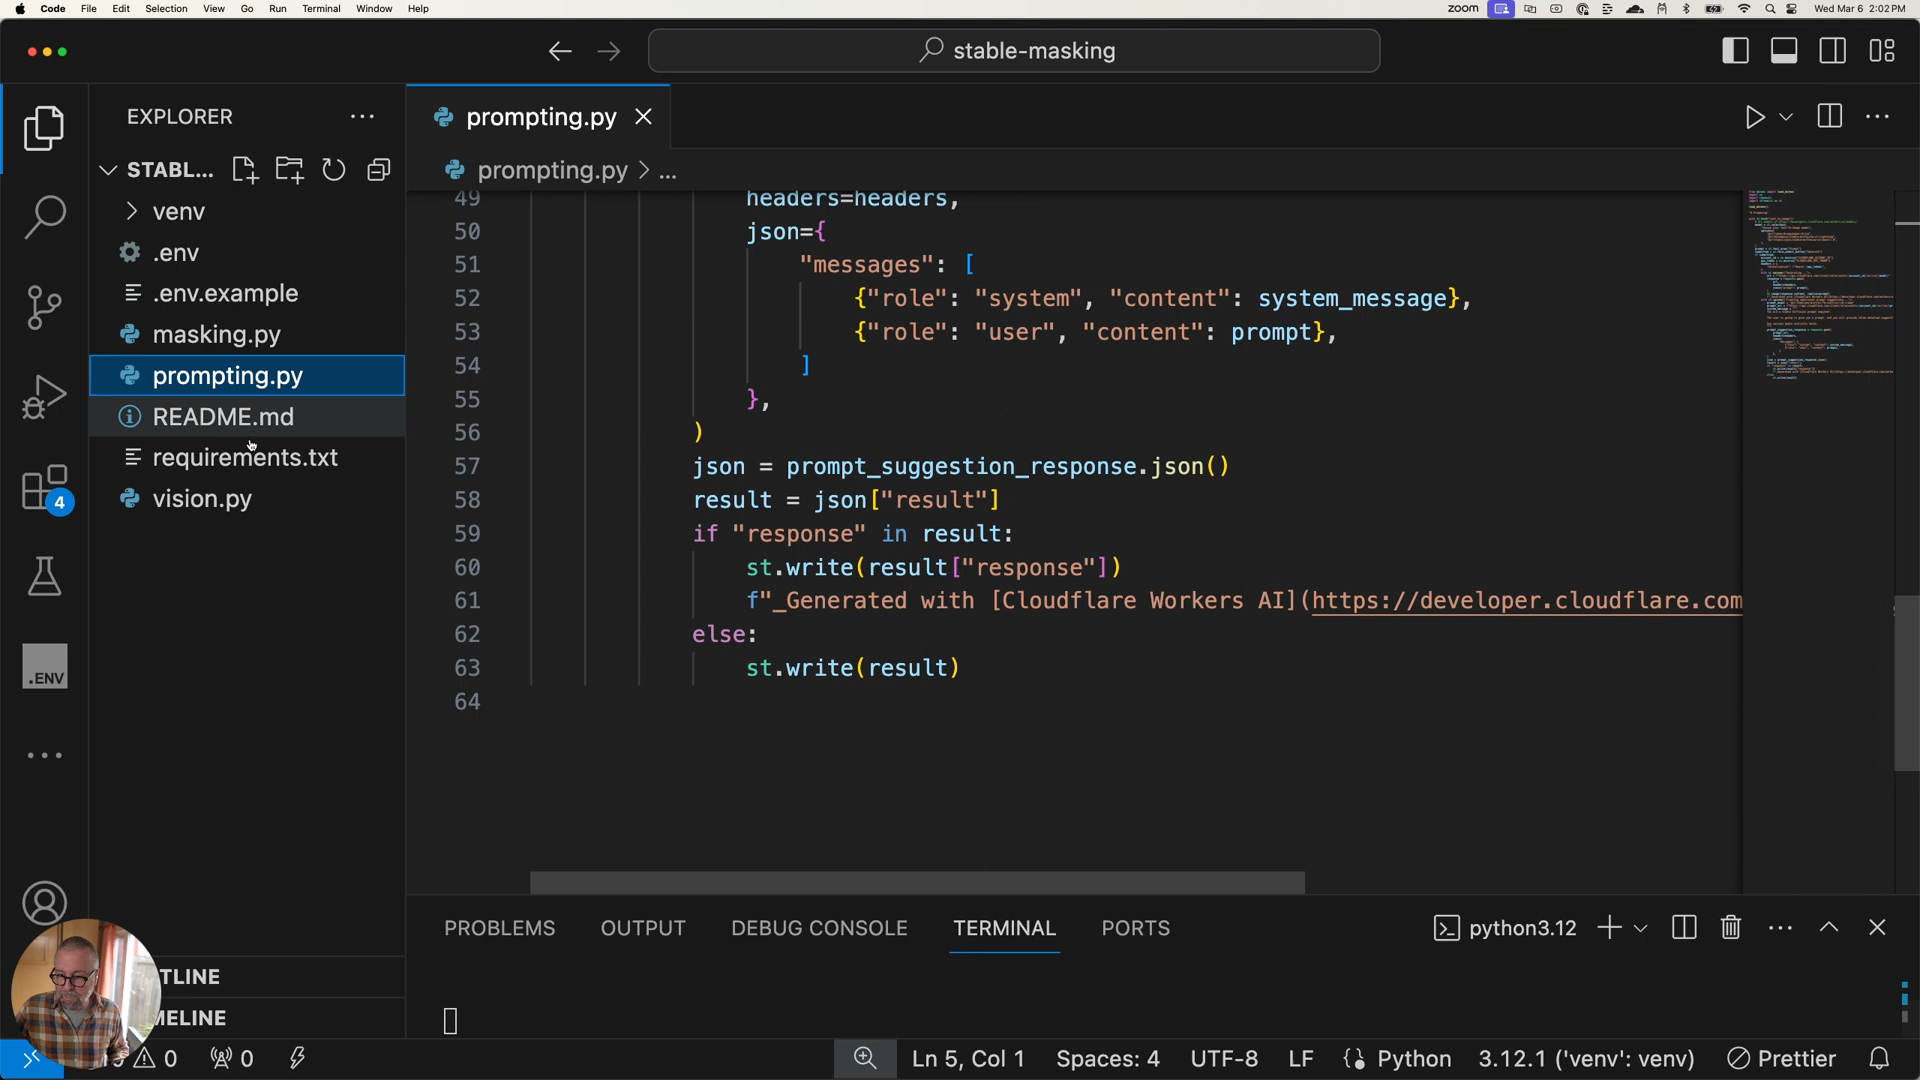 Code File Edit Selection View Go Run Terminal Window Help zoom Wed Mar 6 2:02 PM
stable-masking
EXPLORER
STABL...
venv
.env
.env.example
masking.py
prompting.py
README.md
requirements.txt
vision.py
4
.ENV
TLINE
MELINE
prompting.py
prompting.py > ...
49 headers=headers,
50 json={
51 "messages": [
52 {"role": "system", "content": system_message},
53 {"role": "user", "content": prompt},
54 ]
55 },
56 )
57 json = prompt_suggestion_response.json()
58 result = json["result"]
59 if "response" in result:
60 st.write(result["response"])
61 f"_Generated with [Cloudflare Workers AI](https://developer.cloudflare.com
62 else:
63 st.write(result)
64
PROBLEMS OUTPUT DEBUG CONSOLE TERMINAL PORTS python3.12
0 0 Ln 5, Col 1 Spaces: 4 UTF-8 LF Python 3.12.1 ('venv': venv) Prettier